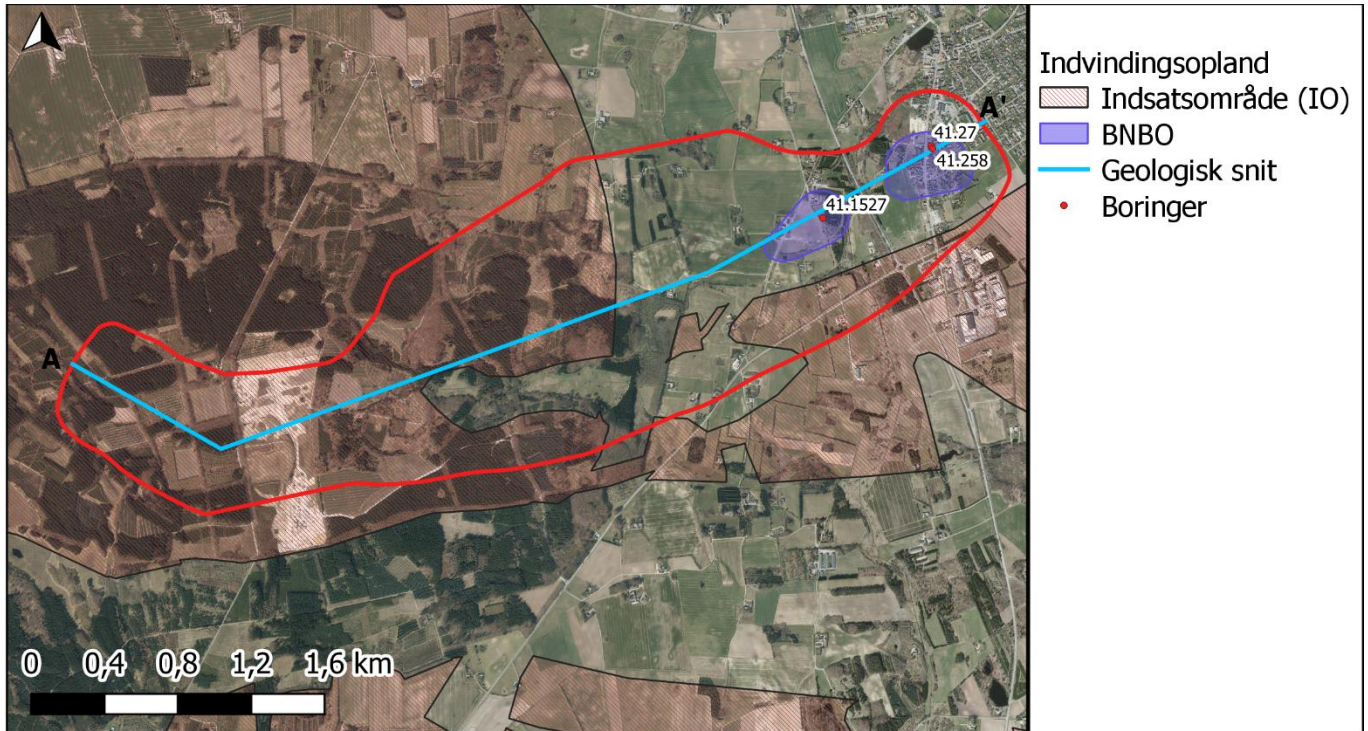 A'
41.27
41.258
41.1527
A
0 0,4 0,8 1,2 1,6 km
Indvindingsopland
Indsatsområde (IO)
BNBO
Geologisk snit
Boringer